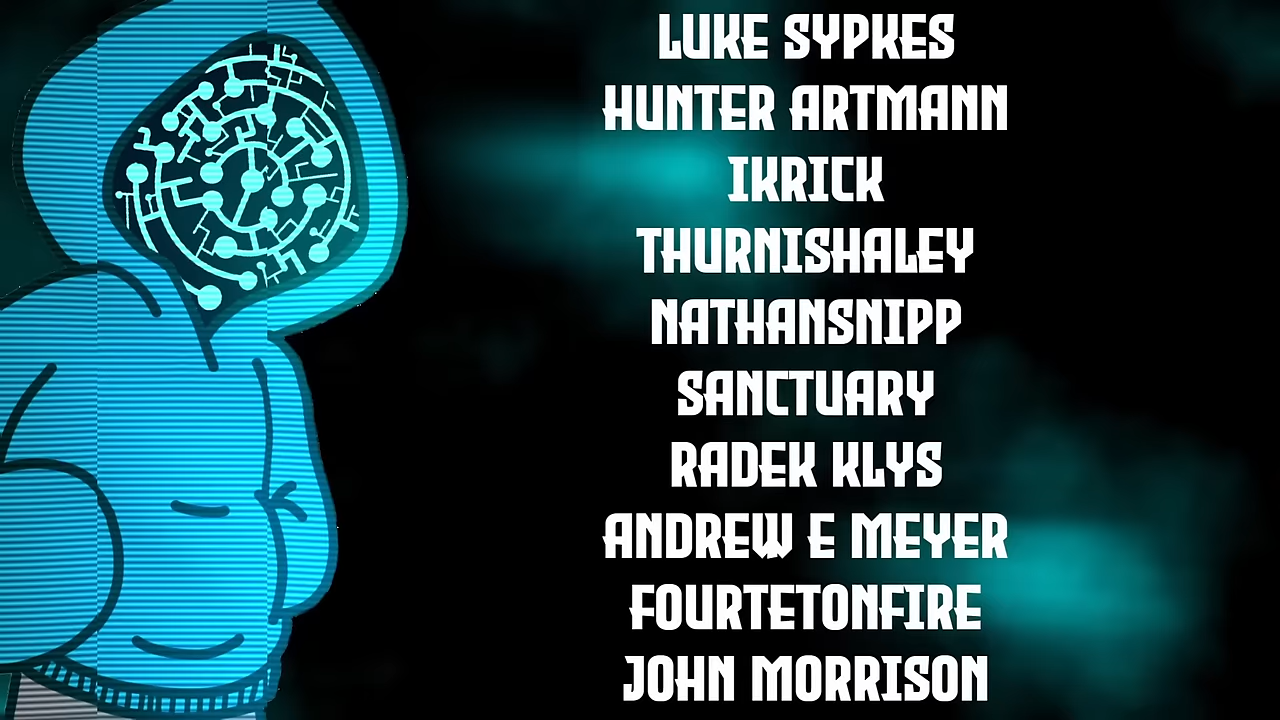 LUKE SYPKES
HUNTER ARTMANN
IKRICK
THURNISHALEY
NATHANSNIPP
SANCTUARY
RADEK KLYS
ANDREW E MEYER
FOURTETONFIRE
JOHN MORRISON